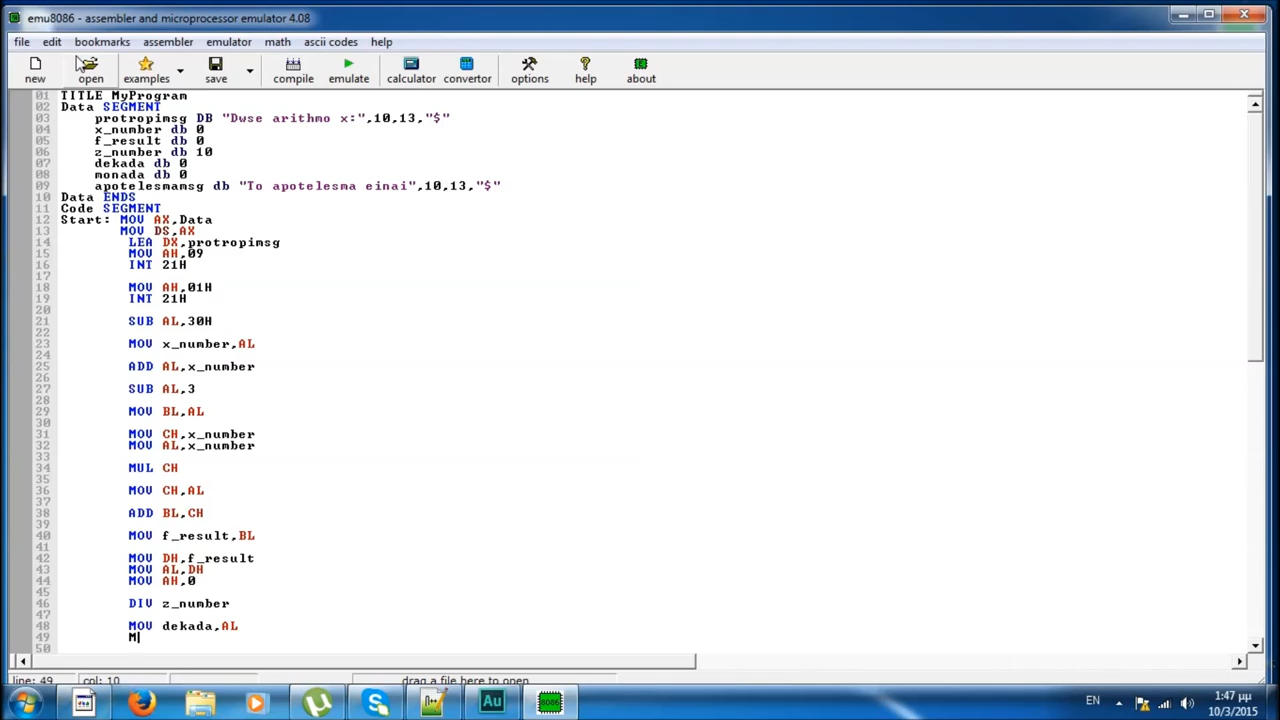 emu8086 - assembler and microprocessor emulator 4.08
file edit bookmarks assembler emulator math ascii codes help
new open examples save compile emulate calculator convertor options help about
01 TITLE MyProgram
02 Data SEGMENT
03 protropimsg DB "Dwse arithmo x:",10,13,"$"
04 x_number db 0
05 f_result db 0
06 z_number db 10
07 dekada db 0
08 monada db 0
09 apotelesmamsg db "To apotelesma einai",10,13,"$"
10 Data ENDS
11 Code SEGMENT
12 Start: MOV AX,Data
13 MOV DS,AX
14 LEA DX,protropimsg
15 MOV AH,09
16 INT 21H
17
18 MOV AH,01H
19 INT 21H
20
21 SUB AL,30H
22
23 MOV x_number,AL
24
25 ADD AL,x_number
26
27 SUB AL,3
28
29 MOV BL,AL
30
31 MOV CH,x_number
32 MOV AL,x_number
33
34 MUL CH
35
36 MOV CH,AL
37
38 ADD BL,CH
39
40 MOV f_result,BL
41
42 MOV DH,f_result
43 MOV AL,DH
44 MOV AH,0
45
46 DIV z_number
47
48 MOV dekada,AL
49 M
50
line: 49 col: 10 drag a file here to open
Au 8086 EN 1:47 μμ
10/3/2015